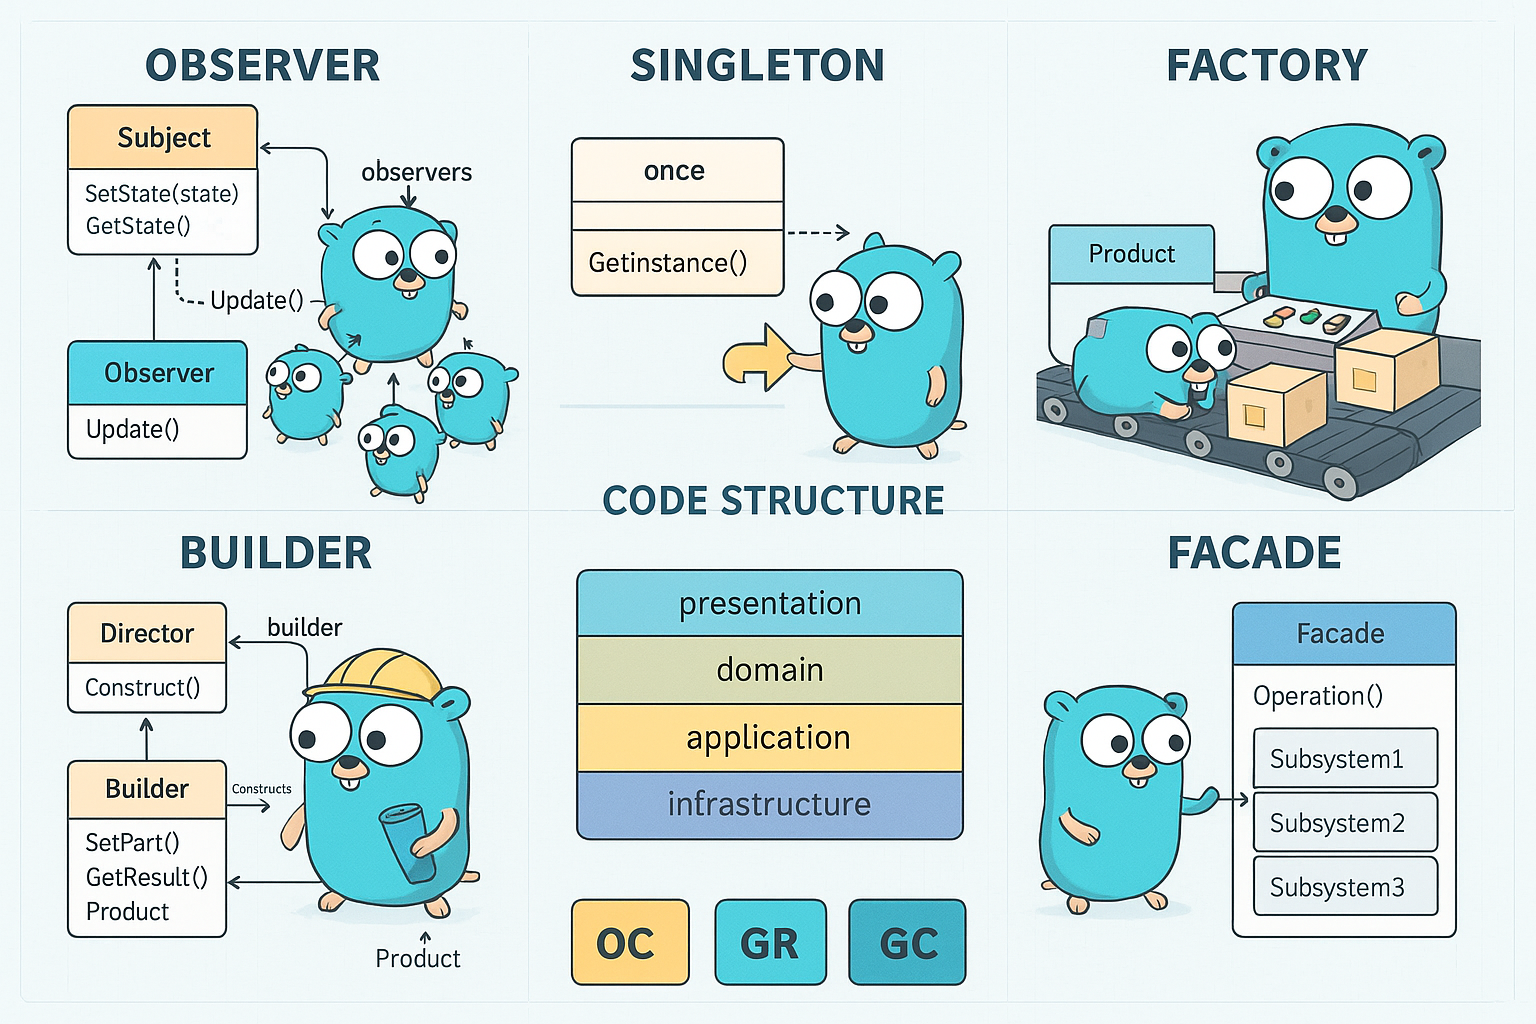 OBSERVER
Subject
SetState(state)
GetState()
observers
Update()
Observer
Update()
SINGLETON
once
Getinstance()
FACTORY
Product
BUILDER
Director
Construct()
builder
Builder
Constructs
SetPart()
GetResult()
Product
Product
CODE STRUCTURE
presentation
domain
application
infrastructure
OC
GR
GC
FACADE
Facade
Operation()
Subsystem1
Subsystem2
Subsystem3